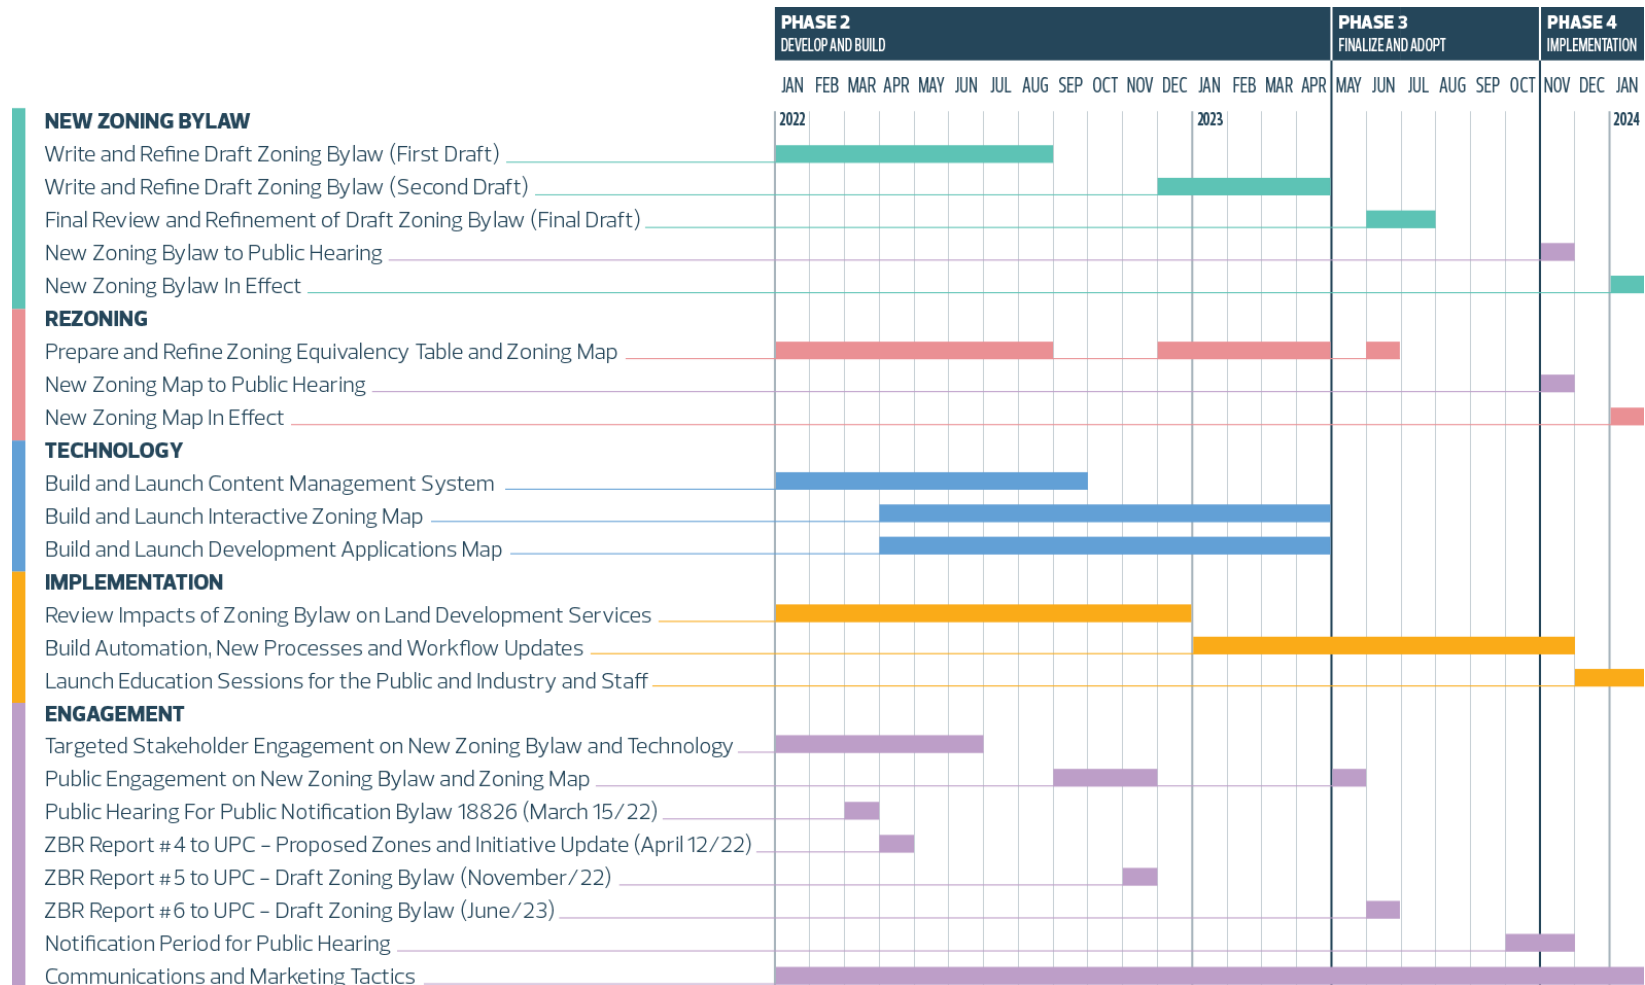 PHASE 2 PHASE 3 PHASE 4
DEVELOP AND BUILD FINALIZE AND ADOPT IMPLEMENTATION
JAN FEB MAR APR MAY JUN JUL AUG SEP OCT NOV DEC JAN FEB MAR APR MAY JUN JUL AUG SEP OCT NOV DEC JAN
2022 2023 2024
NEW ZONING BYLAW
Write and Refine Draft Zoning Bylaw (First Draft)
Write and Refine Draft Zoning Bylaw (Second Draft)
Final Review and Refinement of Draft Zoning Bylaw (Final Draft)
New Zoning Bylaw to Public Hearing
New Zoning Bylaw In Effect
REZONING
Prepare and Refine Zoning Equivalency Table and Zoning Map
New Zoning Map to Public Hearing
New Zoning Map In Effect
TECHNOLOGY
Build and Launch Content Management System
Build and Launch Interactive Zoning Map
Build and Launch Development Applications Map
IMPLEMENTATION
Review Impacts of Zoning Bylaw on Land Development Services
Build Automation, New Processes and Workflow Updates
Launch Education Sessions for the Public and Industry and Staff
ENGAGEMENT
Targeted Stakeholder Engagement on New Zoning Bylaw and Technology
Public Engagement on New Zoning Bylaw and Zoning Map
Public Hearing For Public Notification Bylaw 18826 (March 15/22)
ZBR Report #4 to UPC – Proposed Zones and Initiative Update (April 12/22)
ZBR Report #5 to UPC – Draft Zoning Bylaw (November/22)
ZBR Report #6 to UPC – Draft Zoning Bylaw (June/23)
Notification Period for Public Hearing
Communications and Marketing Tactics